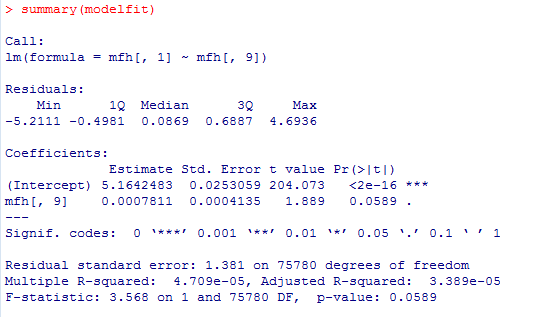 > summary(modelfit)
Call:
lm(formula = mfh[, 1] ~ mfh[, 9])
Residuals:
    Min      1Q  Median      3Q     Max
-5.2111 -0.4981  0.0869  0.6887  4.6936
Coefficients:
             Estimate Std. Error t value Pr(>|t|)
(Intercept) 5.1642483  0.0253059 204.073   <2e-16 ***
mfh[, 9]    0.0007811  0.0004135   1.889   0.0589 .
---
Signif. codes:  0 ‘***’ 0.001 ‘**’ 0.01 ‘*’ 0.05 ‘.’ 0.1 ‘ ’ 1
Residual standard error: 1.381 on 75780 degrees of freedom
Multiple R-squared:  4.709e-05, Adjusted R-squared:  3.389e-05
F-statistic: 3.568 on 1 and 75780 DF,  p-value: 0.0589